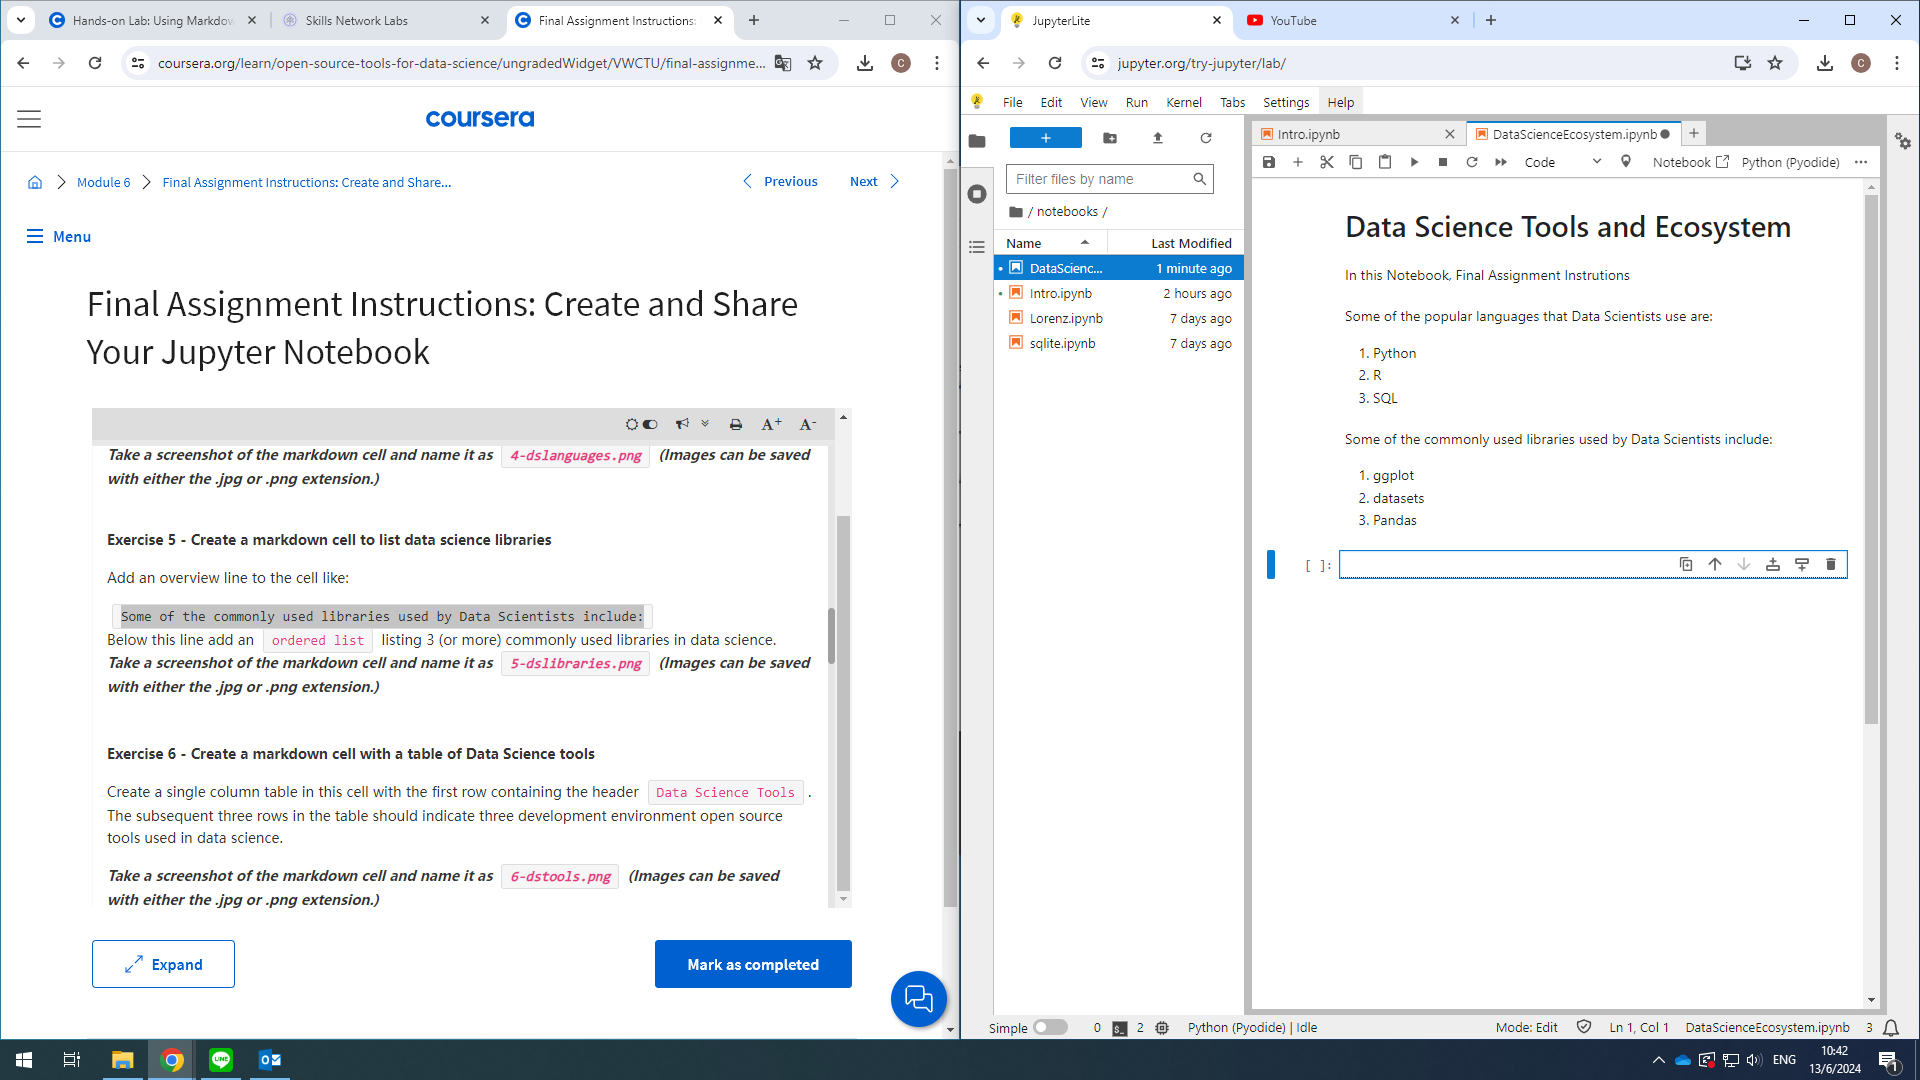 Hands-on Lab: Using Markdow
Skills Network Labs
Final Assignment Instructions:
coursera.org/learn/open-source-tools-for-data-science/ungradedWidget/VWCTU/final-assignme...
C
coursera
Module 6
Final Assignment Instructions: Create and Share...
Previous
Next
Menu
Final Assignment Instructions: Create and Share
Your Jupyter Notebook
A+
A-
Take a screenshot of the markdown cell and name it as 4-dslanguages.png (Images can be saved
with either the .jpg or .png extension.)
Exercise 5 - Create a markdown cell to list data science libraries
Add an overview line to the cell like:
Some of the commonly used libraries used by Data Scientists include:
Below this line add an ordered list listing 3 (or more) commonly used libraries in data science.
Take a screenshot of the markdown cell and name it as 5-dslibraries.png (Images can be saved
with either the .jpg or .png extension.)
Exercise 6 - Create a markdown cell with a table of Data Science tools
Create a single column table in this cell with the first row containing the header Data Science Tools .
The subsequent three rows in the table should indicate three development environment open source
tools used in data science.
Take a screenshot of the markdown cell and name it as 6-dstools.png (Images can be saved
with either the .jpg or .png extension.)
Expand
Mark as completed
JupyterLite
YouTube
jupyter.org/try-jupyter/lab/
C
File Edit View Run Kernel Tabs Settings Help
Filter files by name
/ notebooks /
Name
Last Modified
DataScienc...
1 minute ago
Intro.ipynb
2 hours ago
Lorenz.ipynb
7 days ago
sqlite.ipynb
7 days ago
Intro.ipynb
DataScienceEcosystem.ipynb
Code
Notebook
Python (Pyodide)
Data Science Tools and Ecosystem
In this Notebook, Final Assignment Instrutions
Some of the popular languages that Data Scientists use are:
1. Python
2. R
3. SQL
Some of the commonly used libraries used by Data Scientists include:
1. ggplot
2. datasets
3. Pandas
[ ]:
Simple
0
2
Python (Pyodide) | Idle
Mode: Edit
Ln 1, Col 1
DataScienceEcosystem.ipynb
3
LINE
ENG
10:42
13/6/2024
1